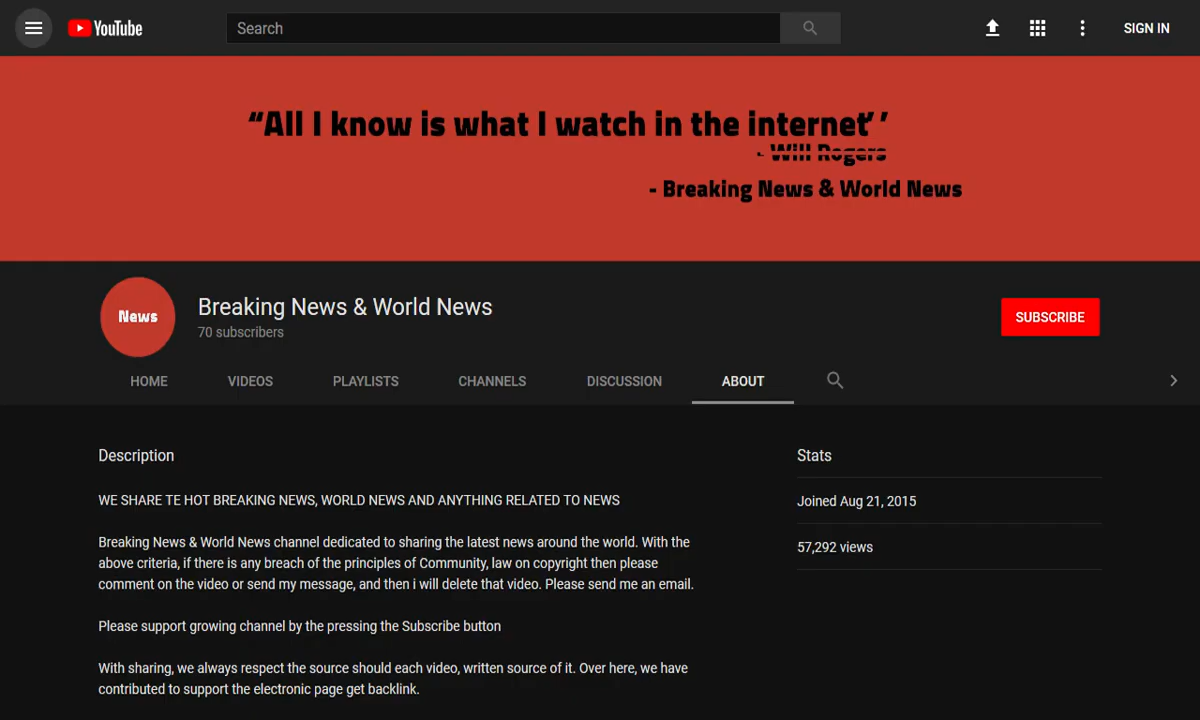 YouTube
Search
SIGN IN
“All I know is what I watch in the internet’’
- Will Rogers
- Breaking News & World News
News
Breaking News & World News
70 subscribers
SUBSCRIBE
HOME VIDEOS PLAYLISTS CHANNELS DISCUSSION ABOUT
Description
WE SHARE TE HOT BREAKING NEWS, WORLD NEWS AND ANYTHING RELATED TO NEWS
Breaking News & World News channel dedicated to sharing the latest news around the world. With the
above criteria, if there is any breach of the principles of Community, law on copyright then please
comment on the video or send my message, and then i will delete that video. Please send me an email.
Please support growing channel by the pressing the Subscribe button
With sharing, we always respect the source should each video, written source of it. Over here, we have
contributed to support the electronic page get backlink.
Stats
Joined Aug 21, 2015
57,292 views